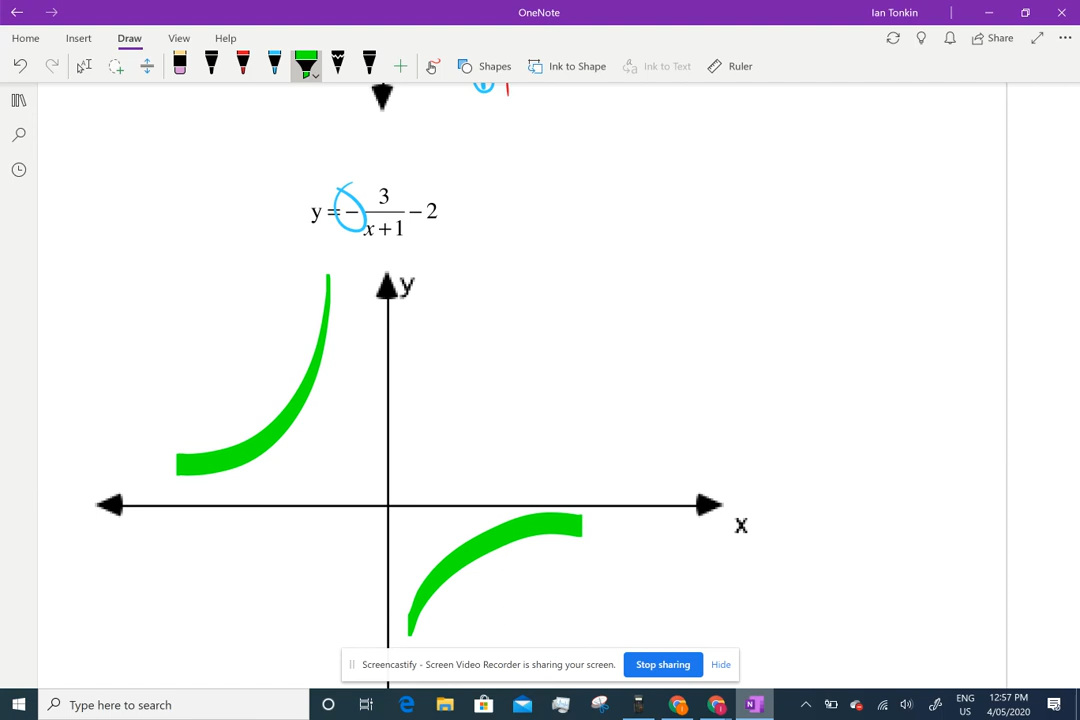 OneNote
Ian Tonkin
Home Insert Draw View Help
Share
Shapes Ink to Shape Ink to Text Ruler
y = - 3/(x+1) - 2
y
x
Screencastify - Screen Video Recorder is sharing your screen. Stop sharing Hide
Type here to search
ENG US
12:57 PM
4/05/2020